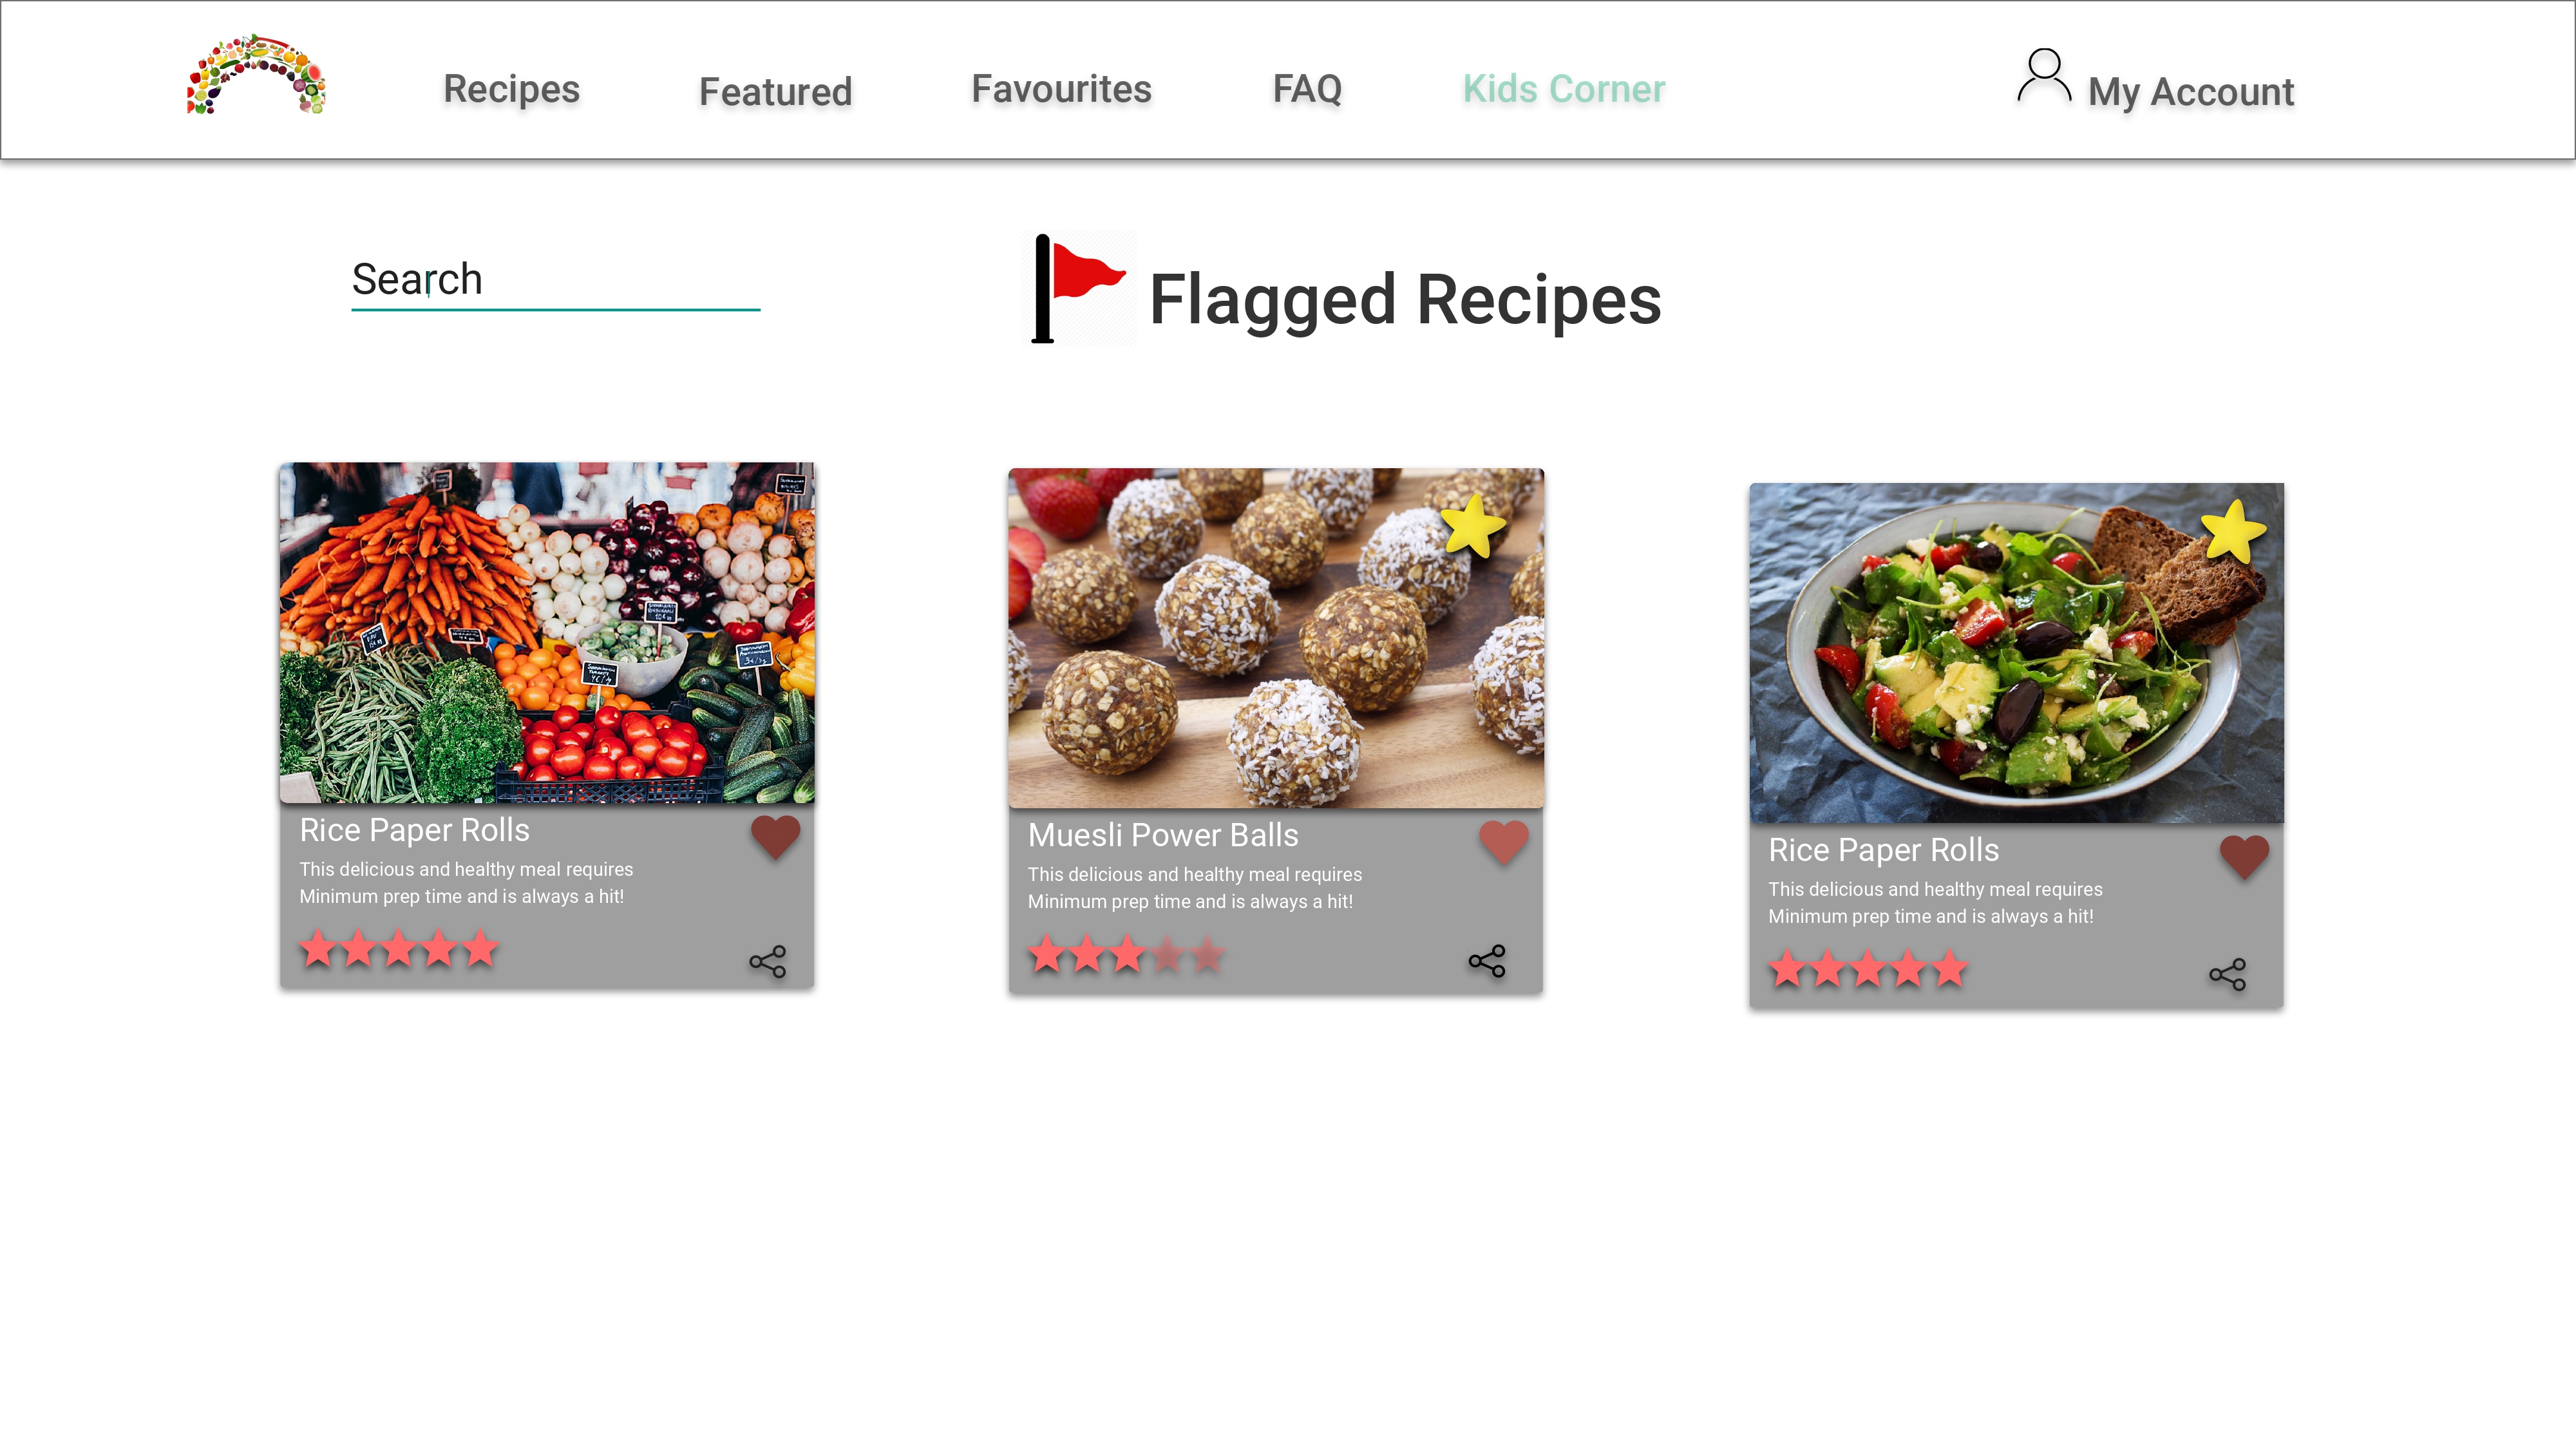 Recipes
Featured
Favourites
FAQ
Kids Corner
My Account
Search
Flagged Recipes
Rice Paper Rolls
This delicious and healthy meal requires
Minimum prep time and is always a hit!
Muesli Power Balls
This delicious and healthy meal requires
Minimum prep time and is always a hit!
Rice Paper Rolls
This delicious and healthy meal requires
Minimum prep time and is always a hit!